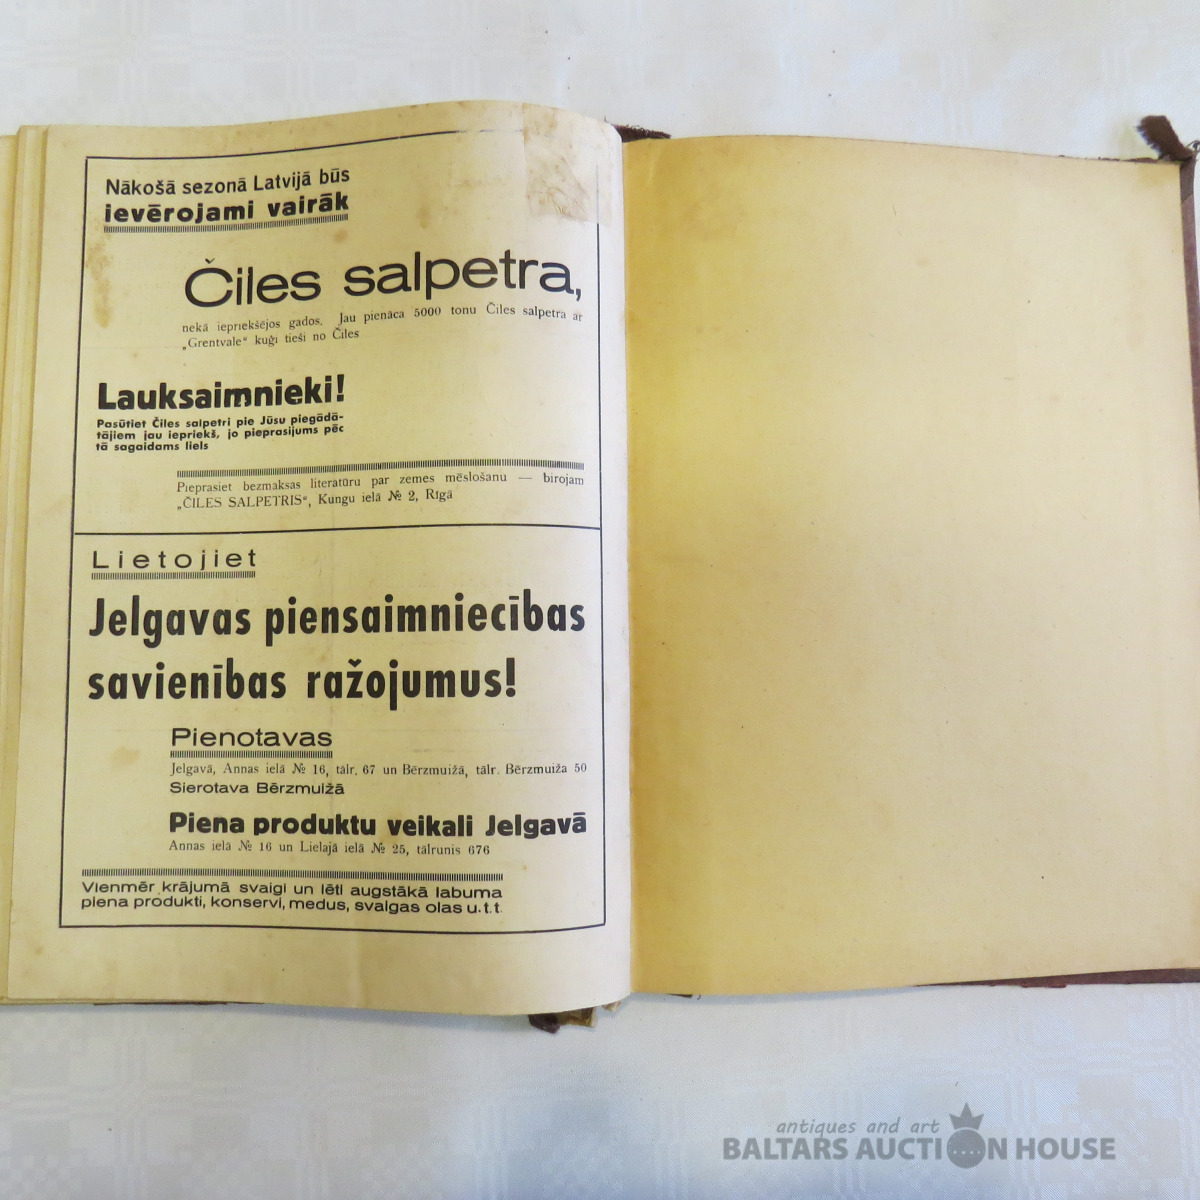 Nākošā sezonā Latvijā būs
ievērojami vairāk
Čiles salpetra,
nekā iepriekšējos gados. Jau pienāca 5000 tonu Čiles salpetra ar
„Grentvale“ kuģi tieši no Čiles
Lauksaimnieki!
Pasūtiet Čiles salpetri pie Jūsu piegādā-
tājiem jau iepriekš, jo pieprasijums pēc
tā sagaidams liels
Pieprasiet bezmaksas literatūru par zemes mēslošanu — birojam
„ČILES SALPETRIS“, Kungu ielā № 2, Rīgā
Lietojiet
Jelgavas piensaimniecības
savienības ražojumus!
Pienotavas
Jelgavā, Annas ielā № 16, tālr. 67 un Bērzmuižā, tālr. Bērzmuiža 50
Sierotava Bērzmuižā
Piena produktu veikali Jelgavā
Annas ielā № 16 un Lielajā ielā № 25, tālrunis 676
Vienmēr krājumā svaigi un lēti augstākā labuma
piena produkti, konservi, medus, svaigas olas u.t.t.
antiques and art
BALTARS AUCTION HOUSE